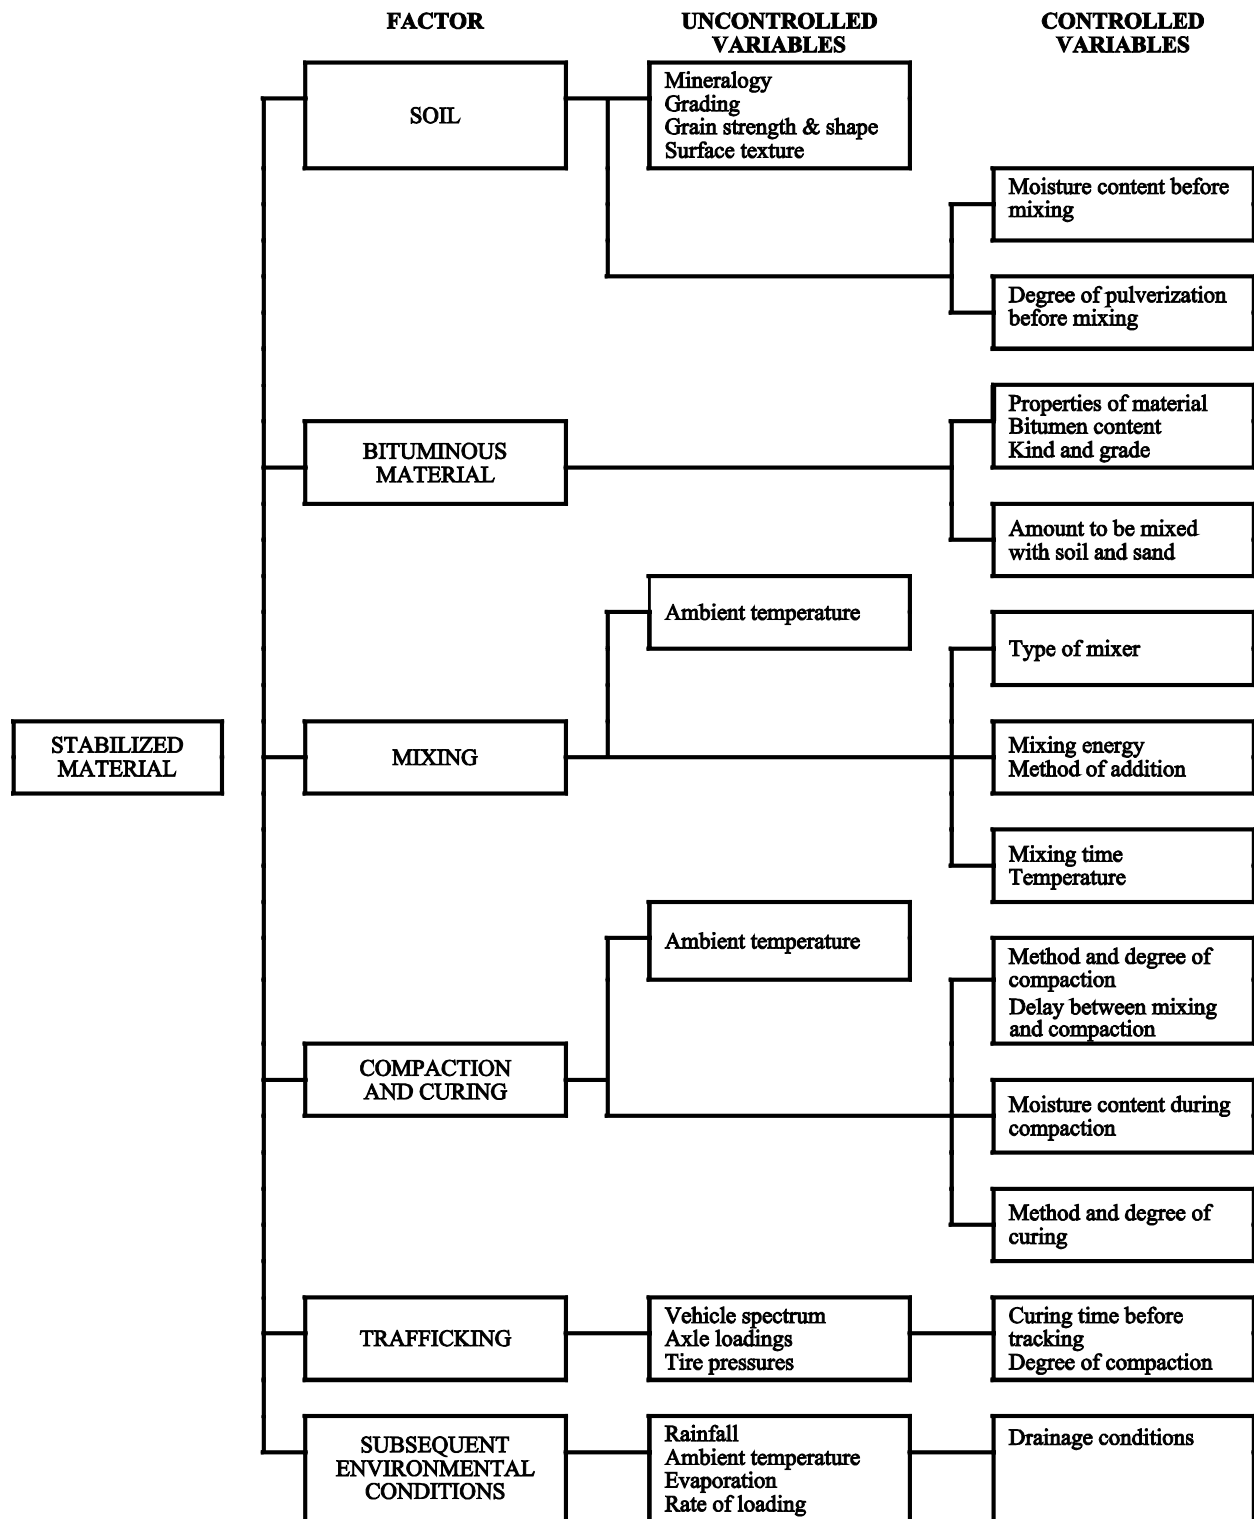 FACTOR
UNCONTROLLED
VARIABLES
CONTROLLED
VARIABLES
SOIL
Mineralogy
Grading
Grain strength & shape
Surface texture
Moisture content before
mixing
Degree of pulverization
before mixing
BITUMINOUS
MATERIAL
Properties of material
Bitumen content
Kind and grade
Amount to be mixed
with soil and sand
STABILIZED
MATERIAL
MIXING
Ambient temperature
Type of mixer
Mixing energy
Method of addition
Mixing time
Temperature
COMPACTION
AND CURING
Ambient temperature
Method and degree of
compaction
Delay between mixing
and compaction
Moisture content during
compaction
Method and degree of
curing
TRAFFICKING
Vehicle spectrum
Axle loadings
Tire pressures
Curing time before
tracking
Degree of compaction
SUBSEQUENT
ENVIRONMENTAL
CONDITIONS
Rainfall
Ambient temperature
Evaporation
Rate of loading
Drainage conditions